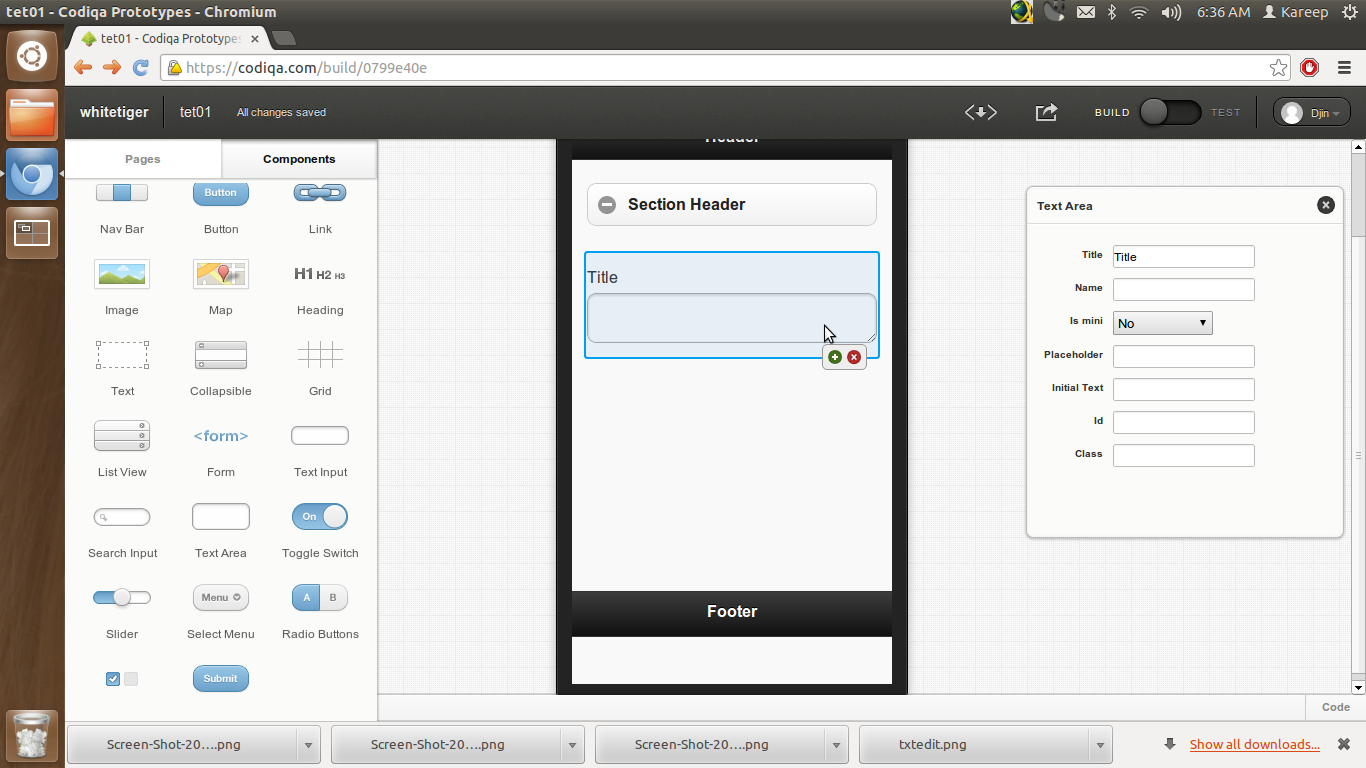 tet01 - Codiqa Prototypes - Chromium
6:36 AM Kareep
tet01 - Codiqa Prototypes
https://codiqa.com/build/0799e40e
whitetiger tet01 All changes saved BUILD TEST Djin
Pages Components
Button
Nav Bar Button Link
H1 H2 H3
Image Map Heading
Text Collapsible Grid
<form>
List View Form Text Input
On
Search Input Text Area Toggle Switch
Menu A B
Slider Select Menu Radio Buttons
Submit
Header
Section Header
Title
Footer
Text Area
Title Title
Name
Is mini No
Placeholder
Initial Text
Id
Class
Code
Screen-Shot-20....png Screen-Shot-20....png Screen-Shot-20....png txtedit.png Show all downloads...